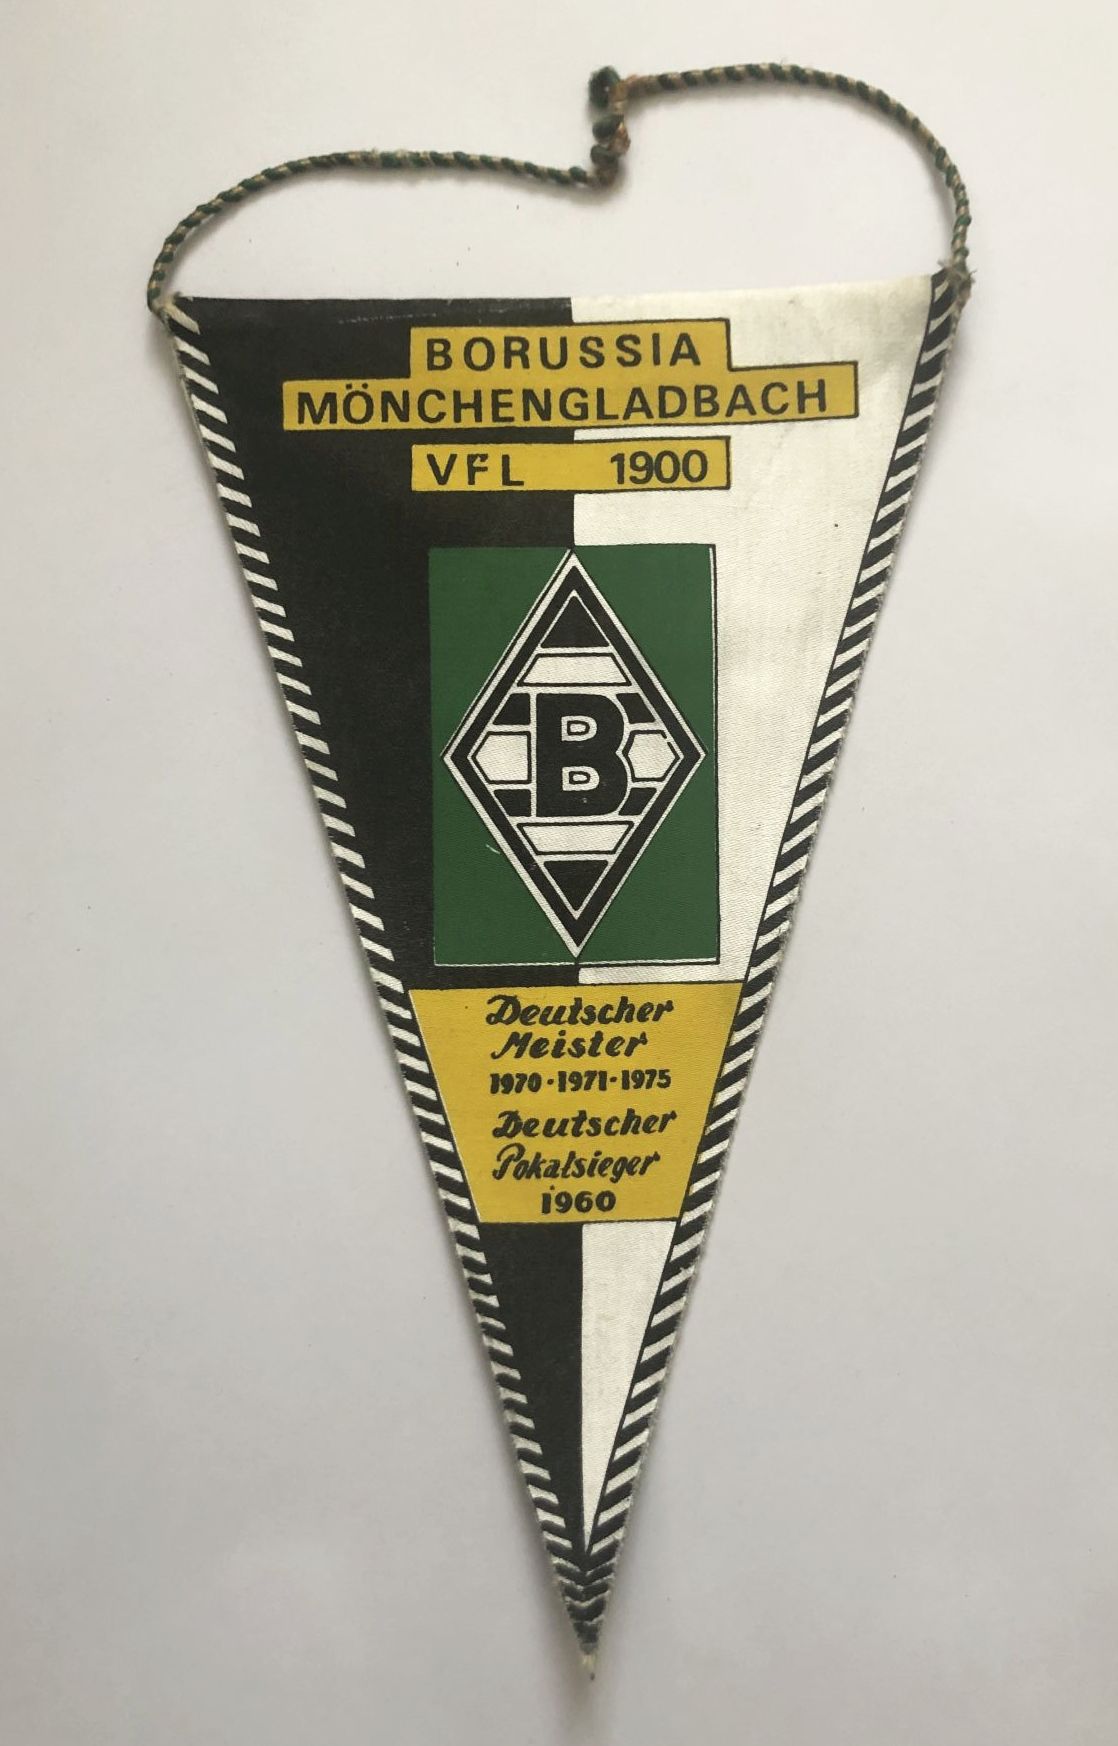 BORUSSIA
MÖNCHENGLADBACH
VFL 1900
B
Deutscher
Meister
1970·1971·1975
Deutscher
Pokalsieger
1960